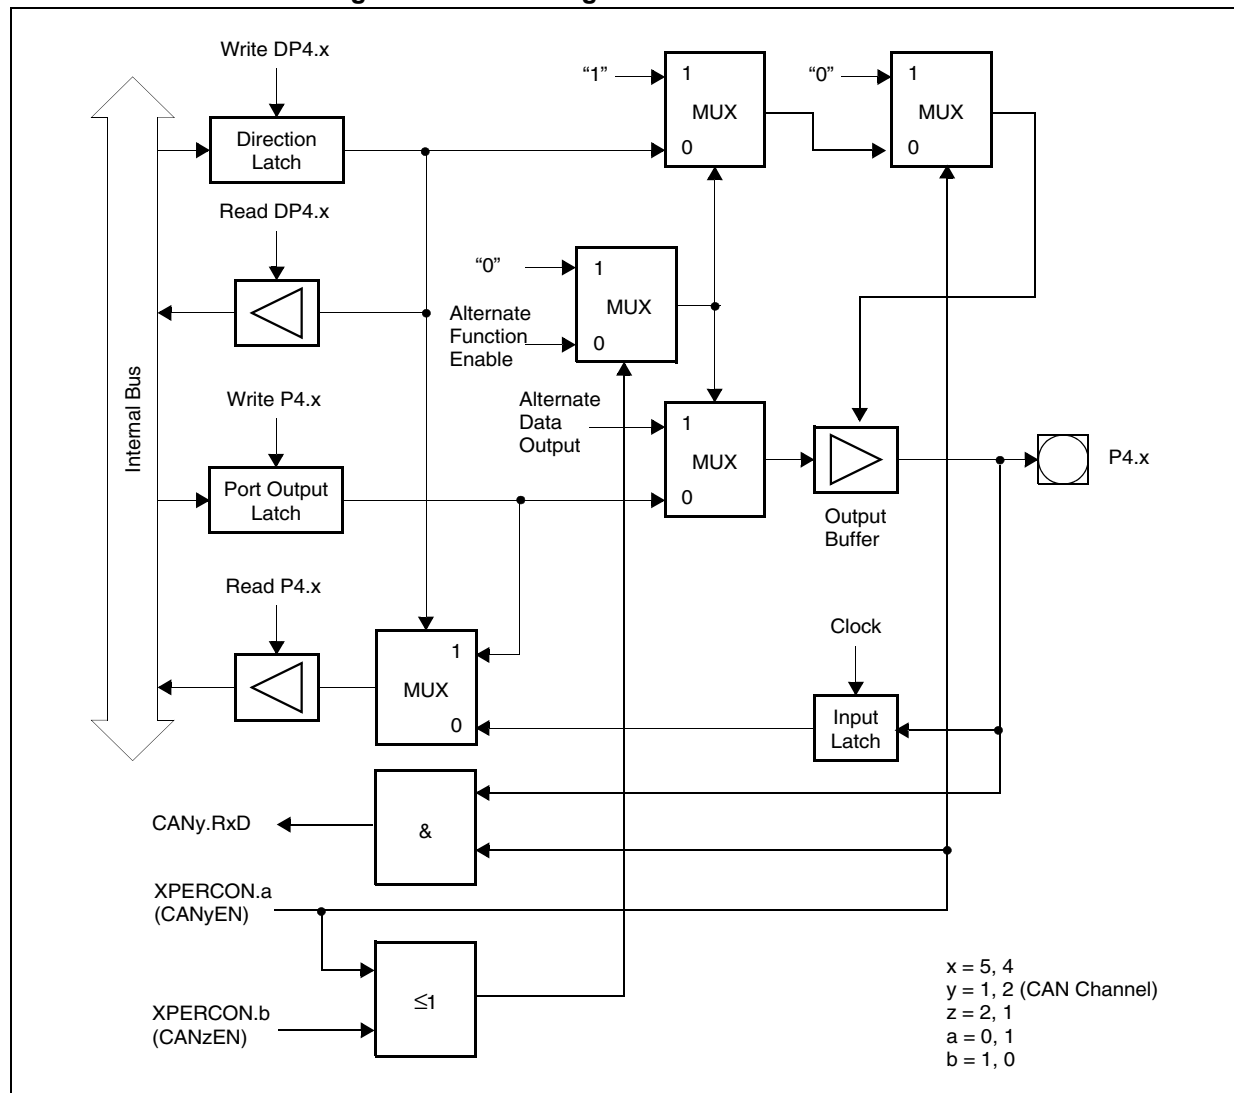 Write DP4.x
Direction
Latch
Read DP4.x
Internal Bus
Write P4.x
Port Output
Latch
Read P4.x
"1"
1
MUX
0
"0"
1
MUX
0
"0"
1
MUX
0
Alternate
Function
Enable
Alternate
Data
Output
1
MUX
0
Output
Buffer
P4.x
1
MUX
0
Clock
Input
Latch
CANy.RxD
&
XPERCON.a
(CANyEN)
XPERCON.b
(CANzEN)
≤1
x = 5, 4
y = 1, 2 (CAN Channel)
z = 2, 1
a = 0, 1
b = 1, 0